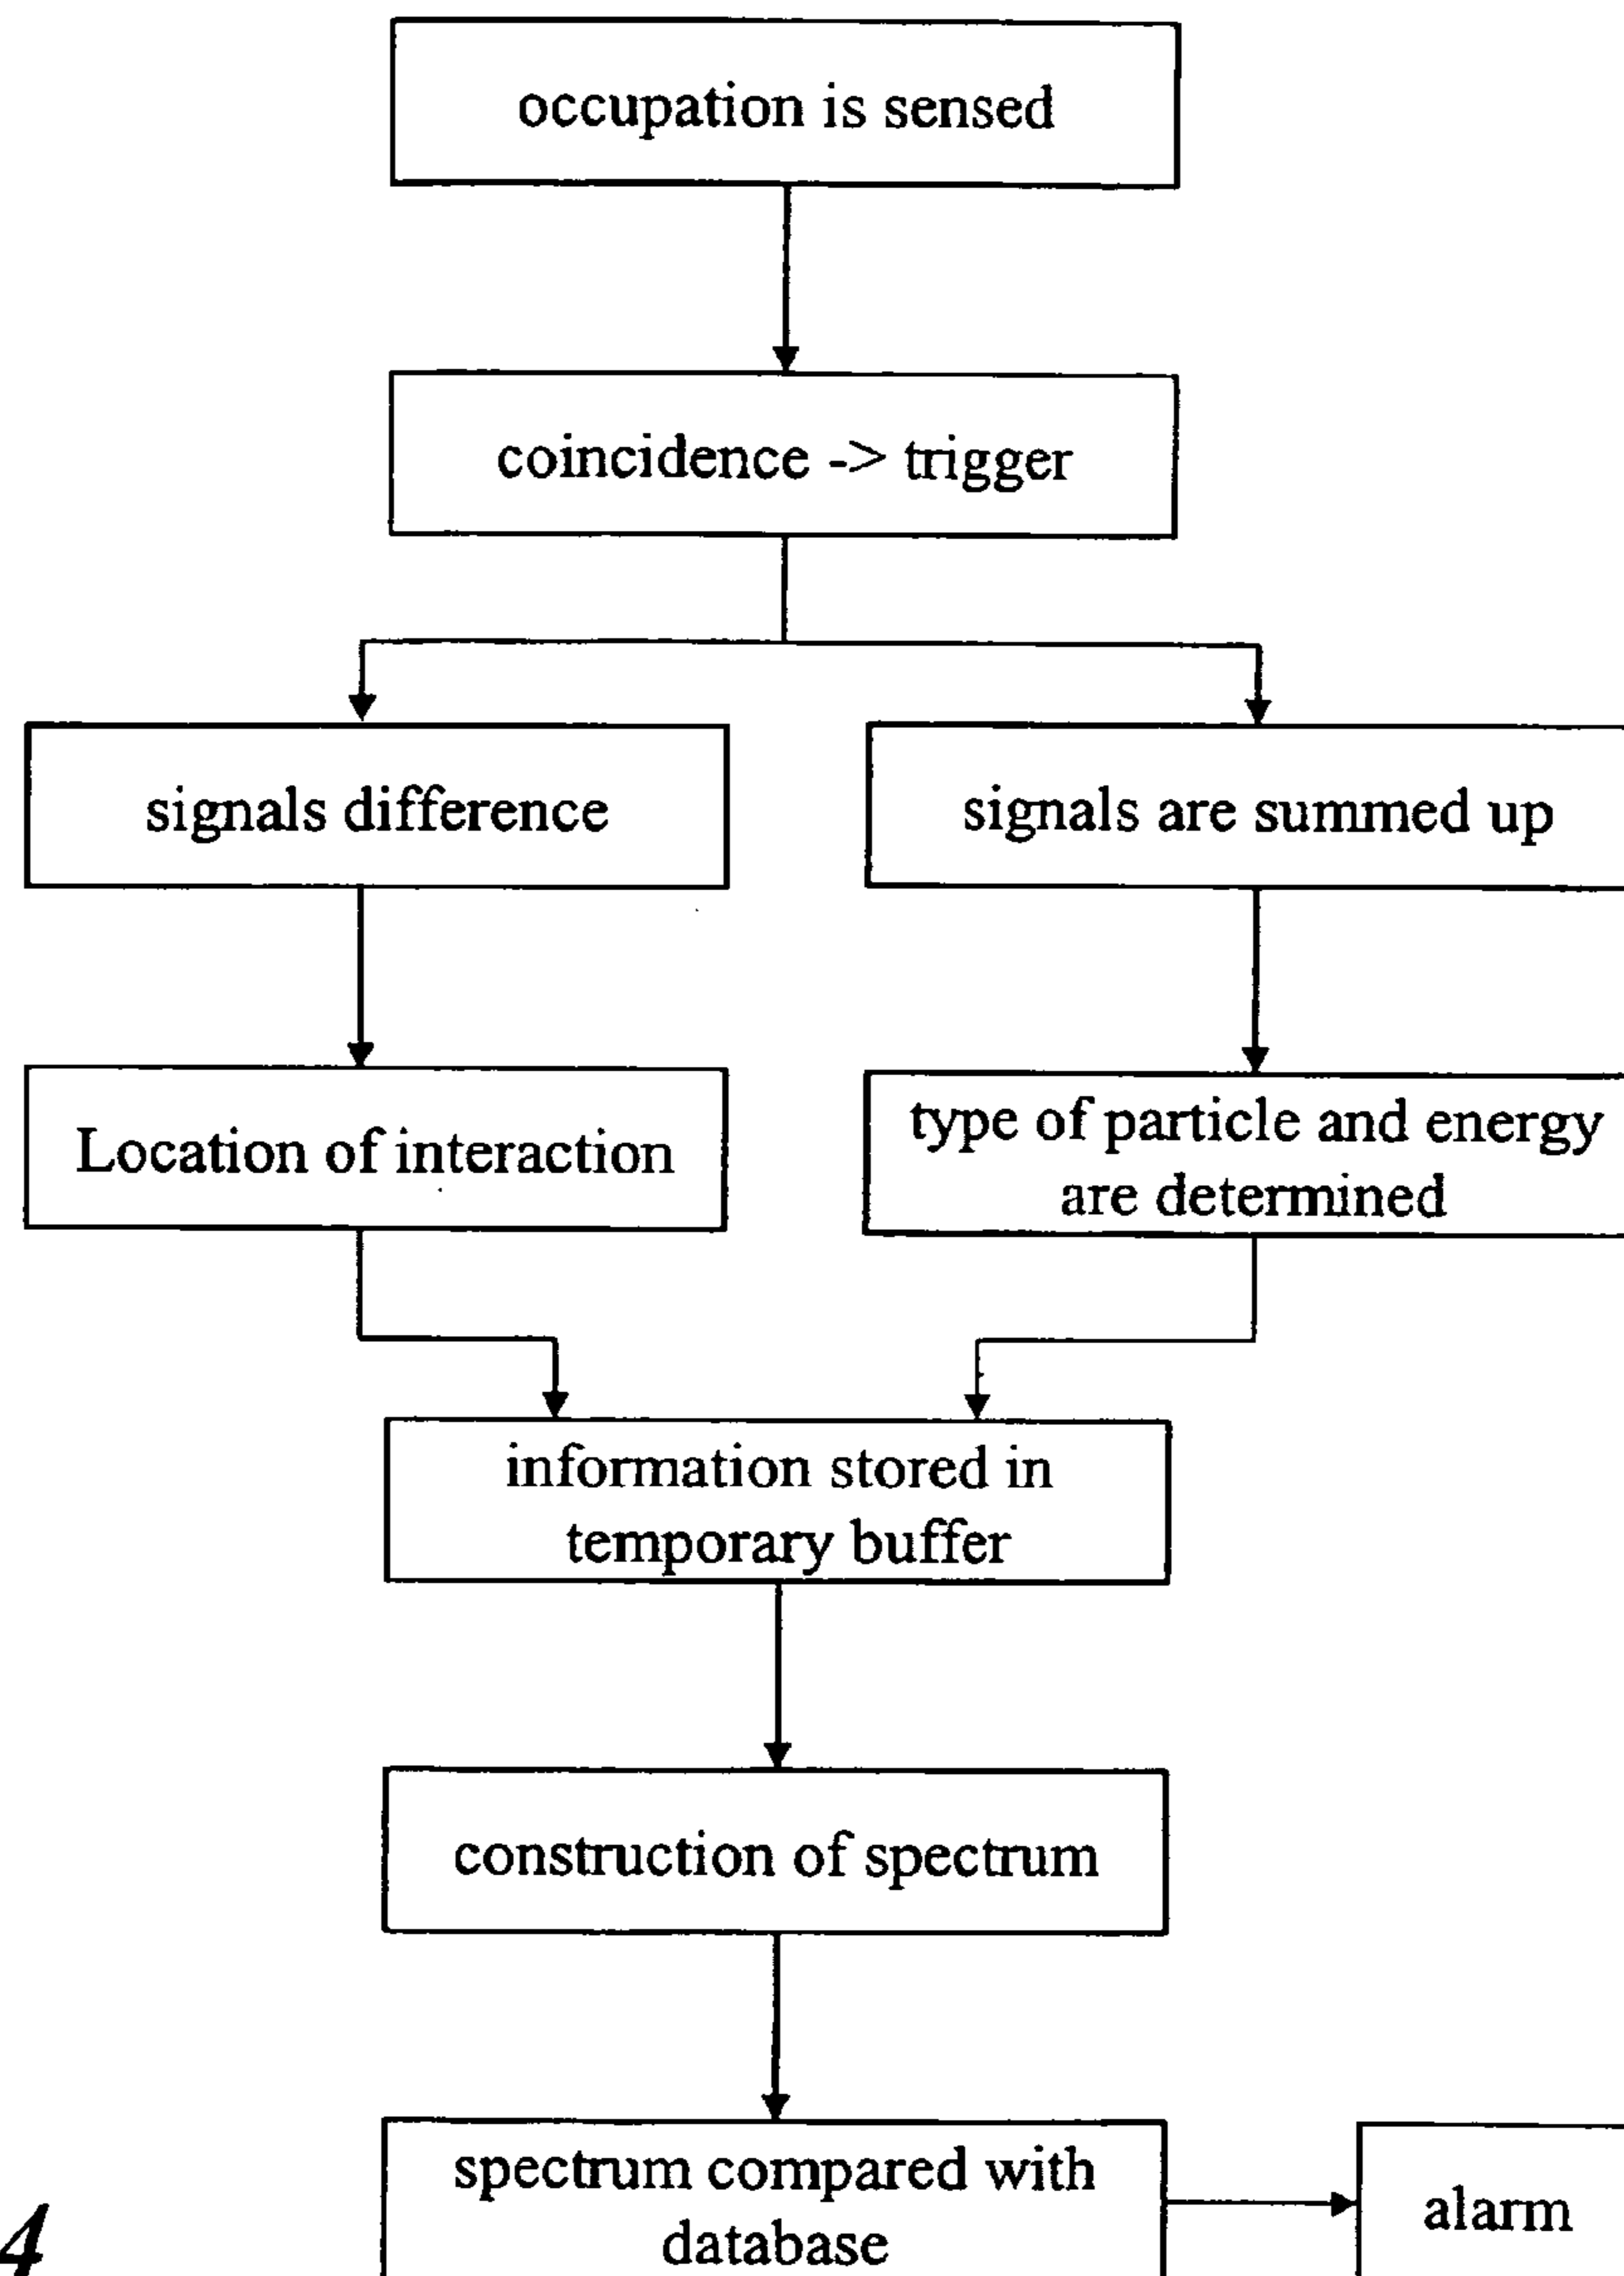 occupation is sensed
coincidence -> trigger
signals difference
signals are summed up
Location of interaction
type of particle and energy
are determined
information stored in
temporary buffer
construction of spectrum
spectrum compared with
database
alarm
4